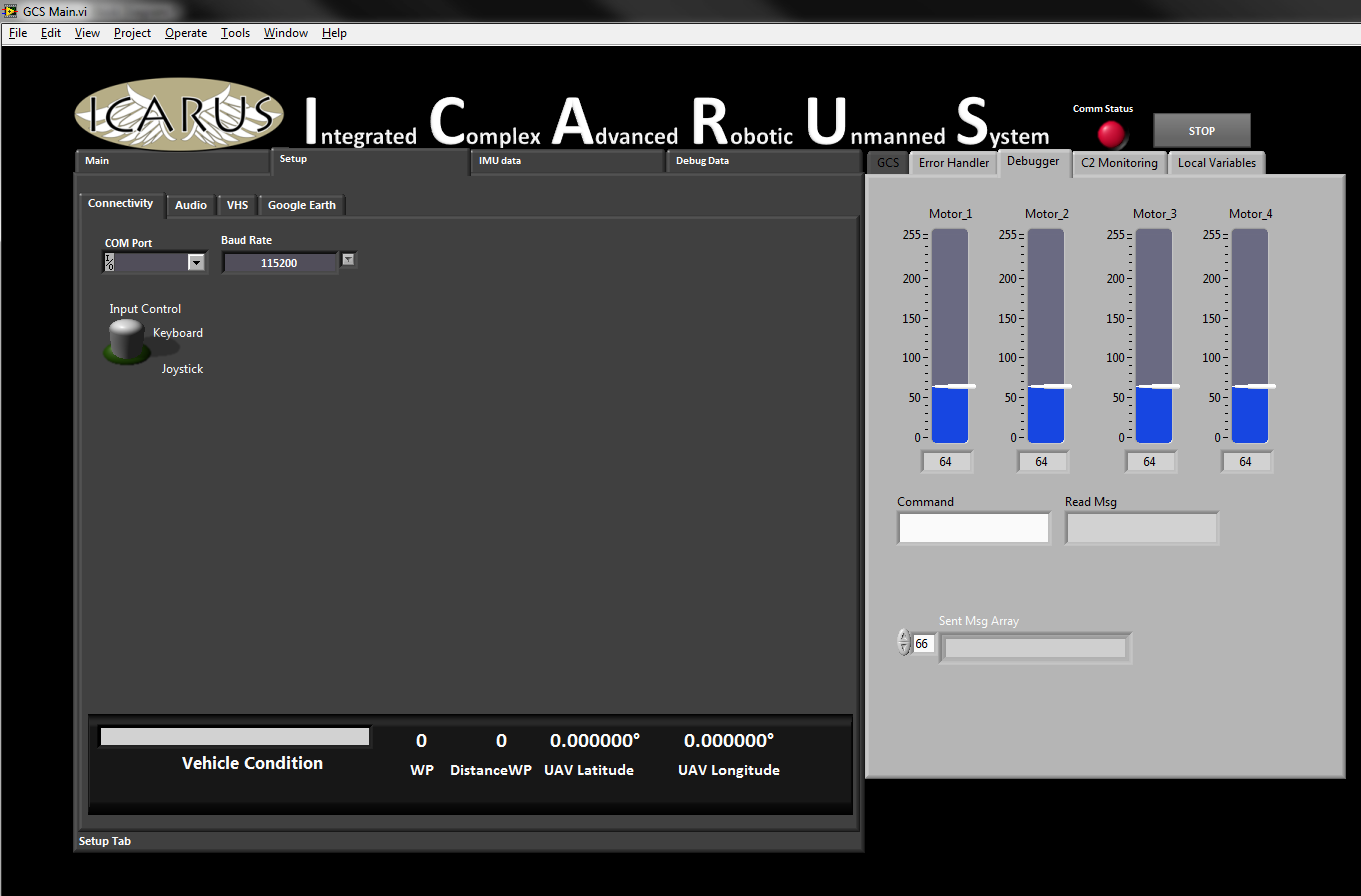 GCS Main.vi
File Edit View Project Operate Tools Window Help
ICARUS
Integrated Complex Advanced Robotic Unmanned System
Comm Status
STOP
Main Setup IMU data Debug Data
GCS Error Handler Debugger C2 Monitoring Local Variables
Connectivity Audio VHS Google Earth
COM Port Baud Rate
I/O 115200
Input Control
Keyboard
Joystick
Motor_1 Motor_2 Motor_3 Motor_4
255 255 255 255
200 200 200 200
150 150 150 150
100 100 100 100
50 50 50 50
0 0 0 0
64 64 64 64
Command Read Msg
Sent Msg Array
66
0 0 0.000000° 0.000000°
Vehicle Condition WP DistanceWP UAV Latitude UAV Longitude
Setup Tab